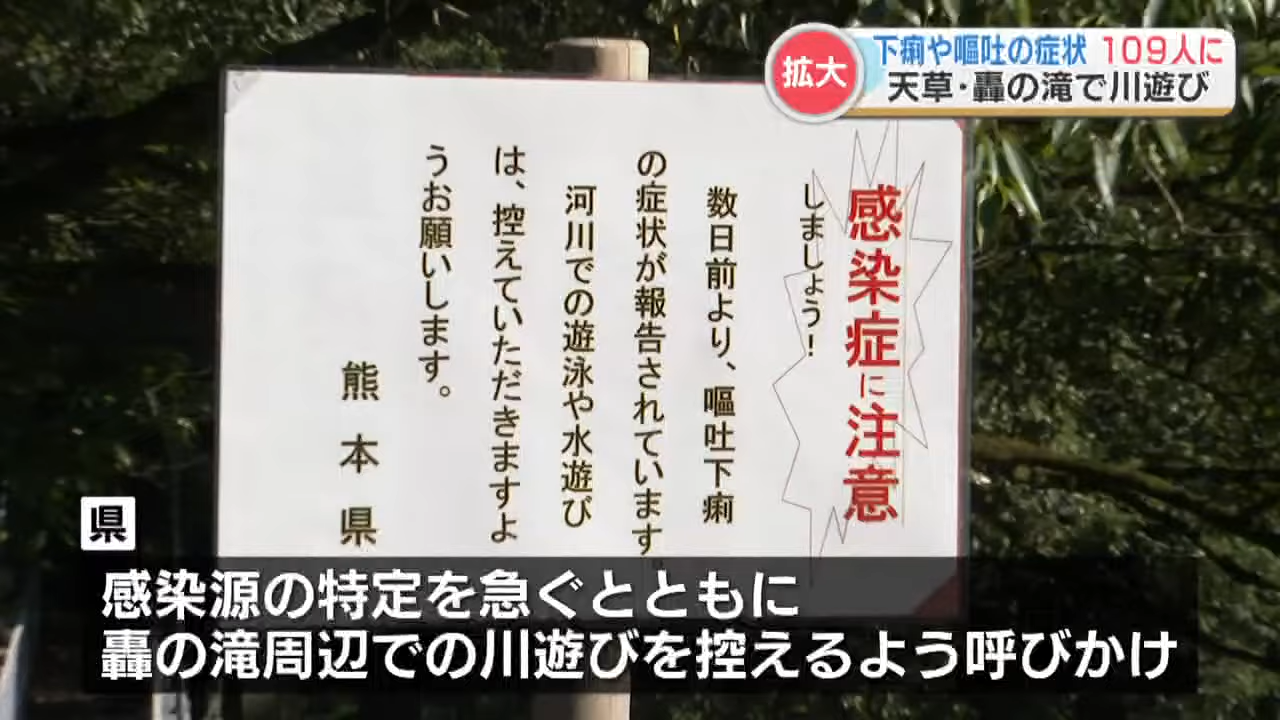 拡大
下痢や嘔吐の症状 109人に
天草・轟の滝で川遊び
感染症に注意
しましょう！
数日前より、嘔吐下痢
の症状が報告されています。
河川での遊泳や水遊び
は、控えていただきますよ
うお願いします。
熊本県
県
感染源の特定を急ぐとともに
轟の滝周辺での川遊びを控えるよう呼びかけ